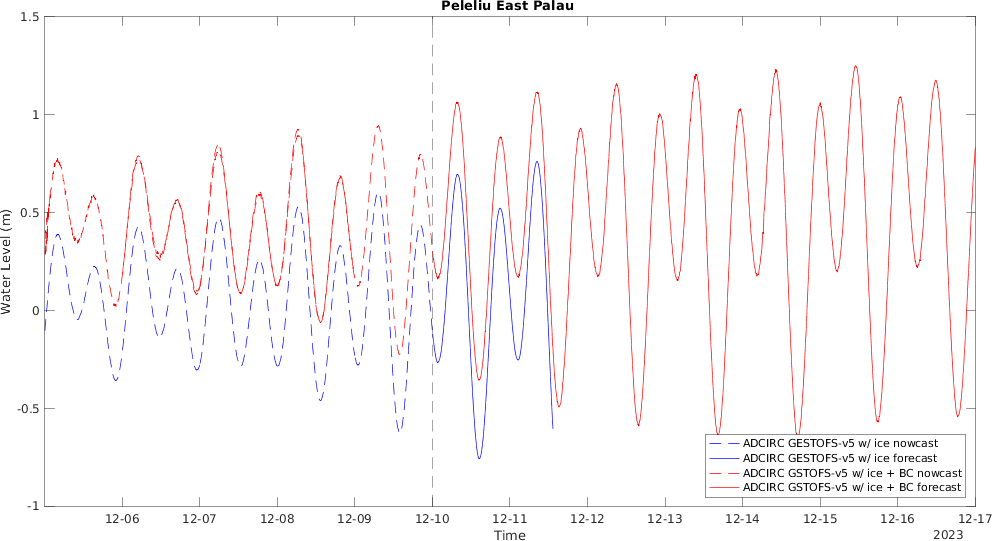 Peleliu East Palau
1.5
1
0.5
0
-0.5
-1
Water Level (m)
12-06
12-07
12-08
12-09
12-10
12-11
12-12
12-13
12-14
12-15
12-16
12-17
Time
2023
ADCIRC GESTOFS-v5 w/ ice nowcast
ADCIRC GESTOFS-v5 w/ ice forecast
ADCIRC GSTOFS-v5 w/ ice + BC nowcast
ADCIRC GSTOFS-v5 w/ ice + BC forecast